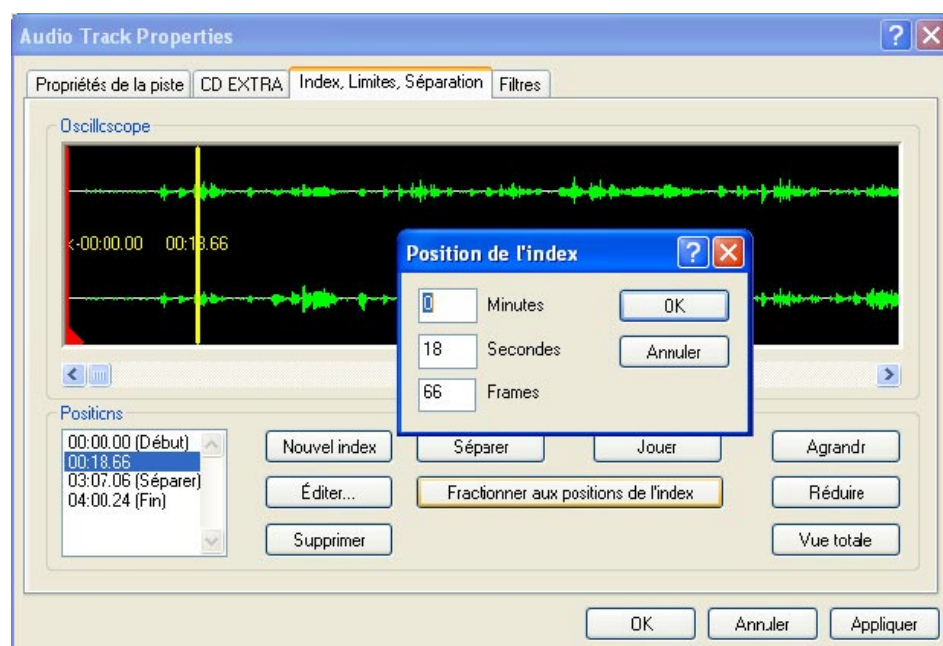 Audio Track Properties
Propriétés de la piste CD EXTRA Index, Limites, Séparation Filtres
Oscillcscope
<-00:00.00 00:18.66
Position de l'index
0 Minutes OK
18 Secondes Annuler
66 Frames
Positicns
00:00.00 (Début)
00:18.66
03:07.06 (Séparer)
04:00.24 (Fin)
Nouvel index Séparer Jouer Agrandr
Éditer... Fractionner aux positions de l'index Réduire
Supprimer Vue totale
OK Annuler Appliquer